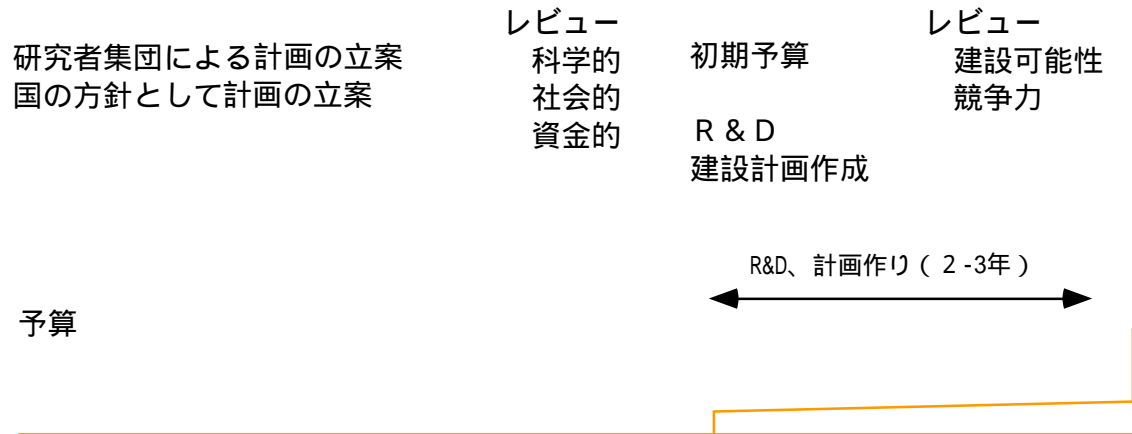 研究者集団による計画の立案
国の方針として計画の立案
レビュー
科学的
社会的
資金的
初期予算
Ｒ＆Ｄ
建設計画作成
レビュー
建設可能性
競争力
R&D、計画作り（２-3年）
予算